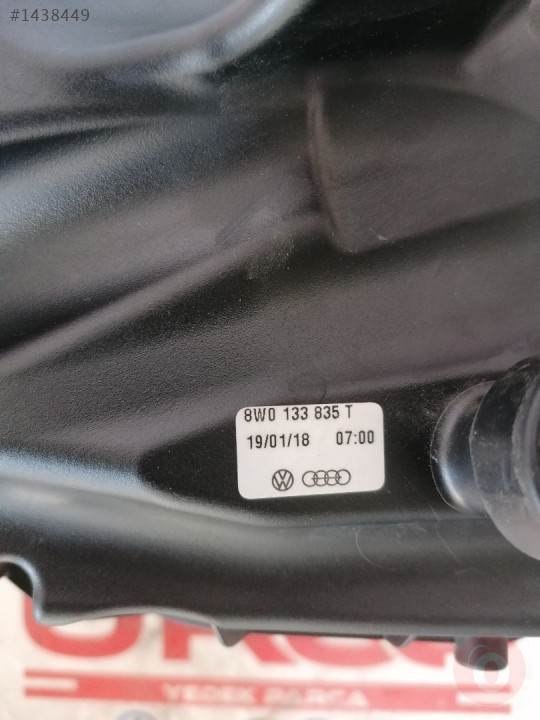 #1438449
8W0 133 835 T
19/01/18 07:00
YEDEK PARÇA